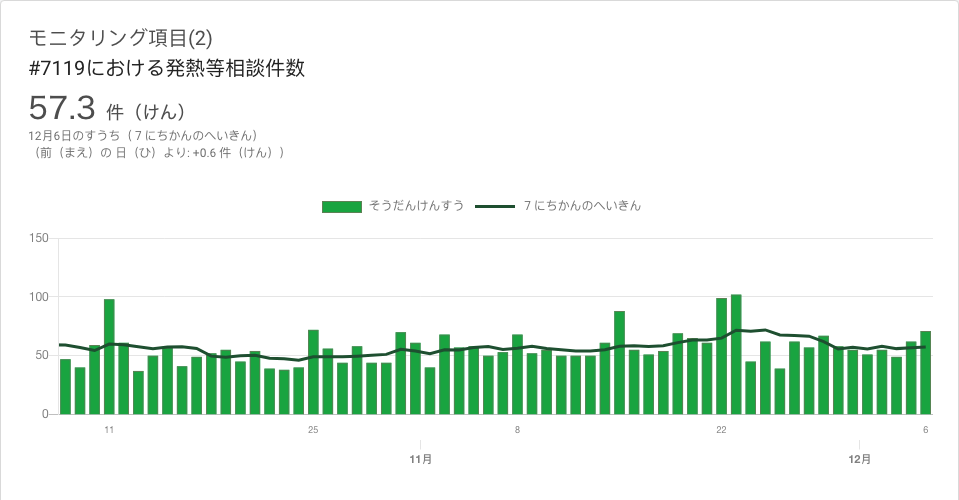 モニタリング項目(2)
#7119における発熱等相談件数
57.3 件（けん）
12月6日のすうち（７にちかんのへいきん）
（前（まえ）の 日（ひ）より: +0.6 件（けん））
そうだんけんすう ７にちかんのへいきん
150
100
50
0
11 25 8 22 6
11月 12月